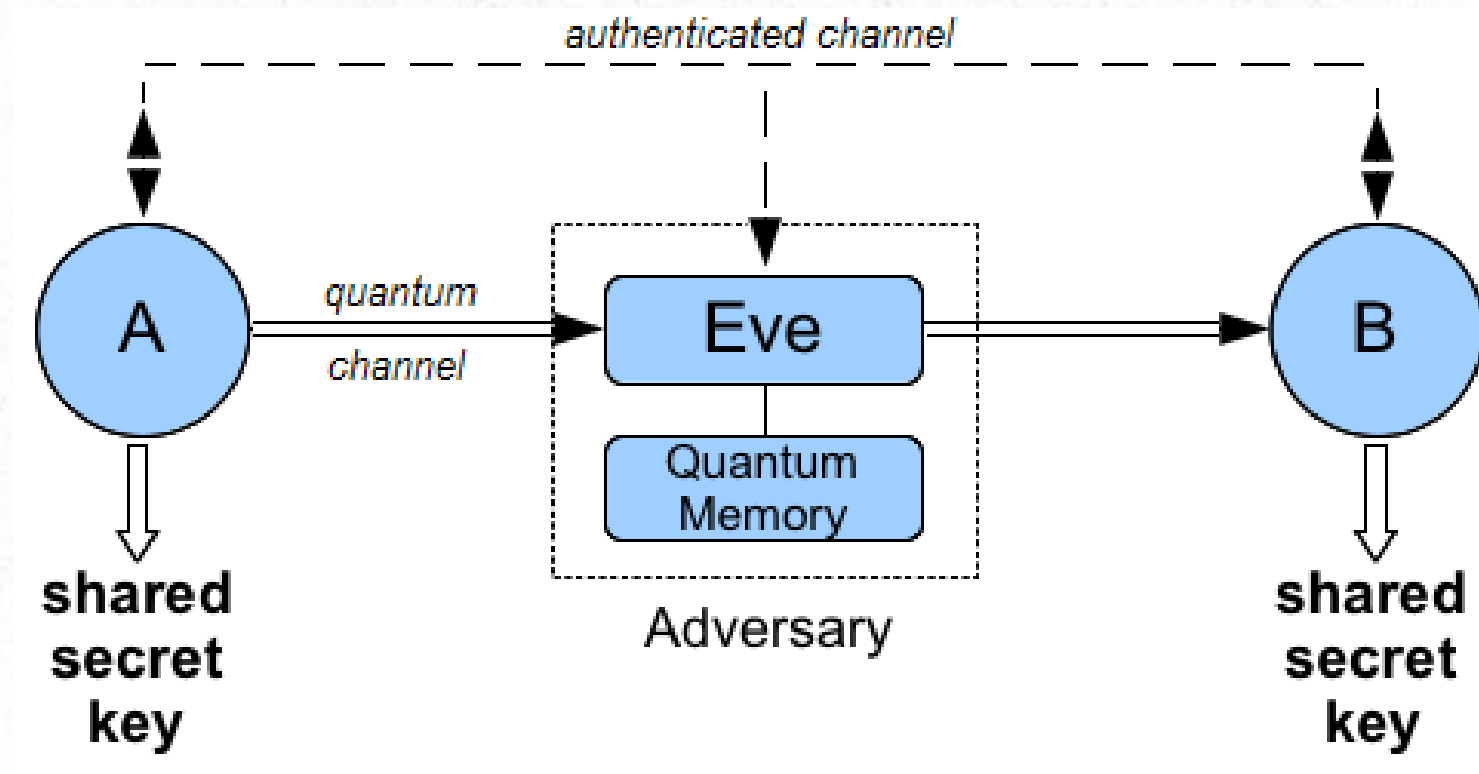 authenticated channel
A
quantum
channel
Eve
B
Quantum
Memory
Adversary
shared
secret
key
shared
secret
key